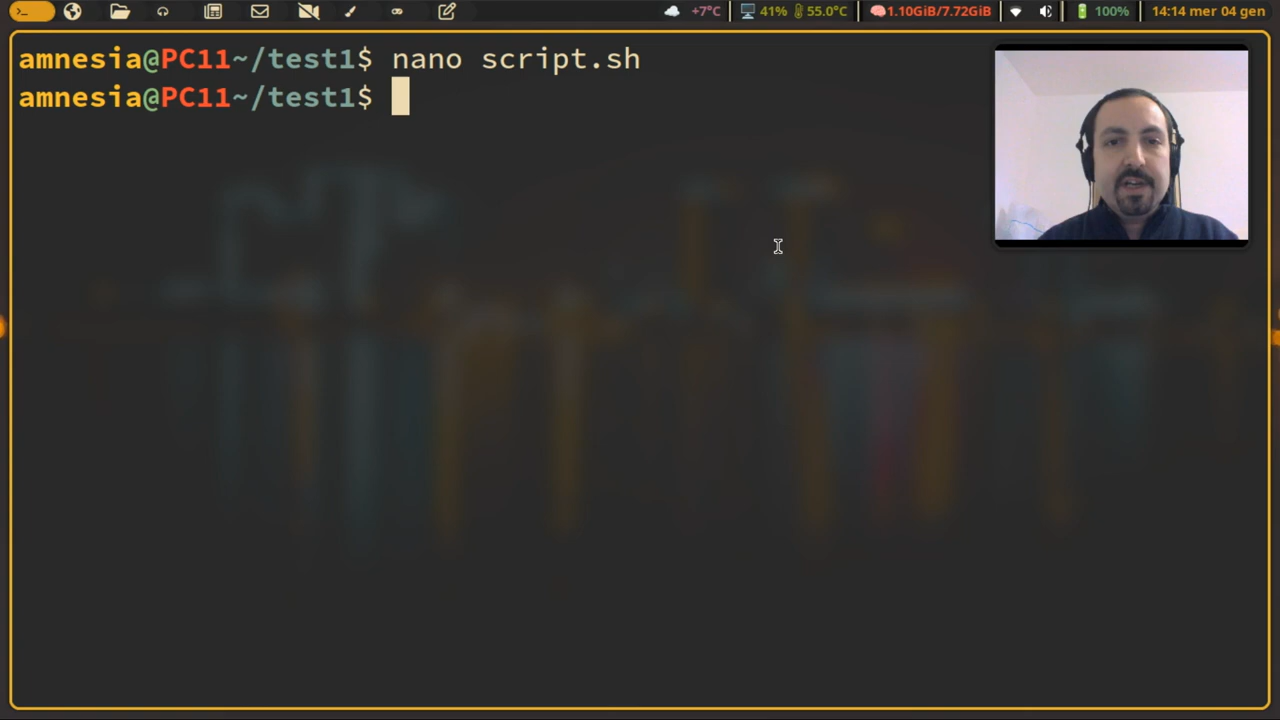 >_ +7°C 41% 55.0°C 1.10GiB/7.72GiB 100% 14:14 mer 04 gen
amnesia@PC11~/test1$ nano script.sh
amnesia@PC11~/test1$